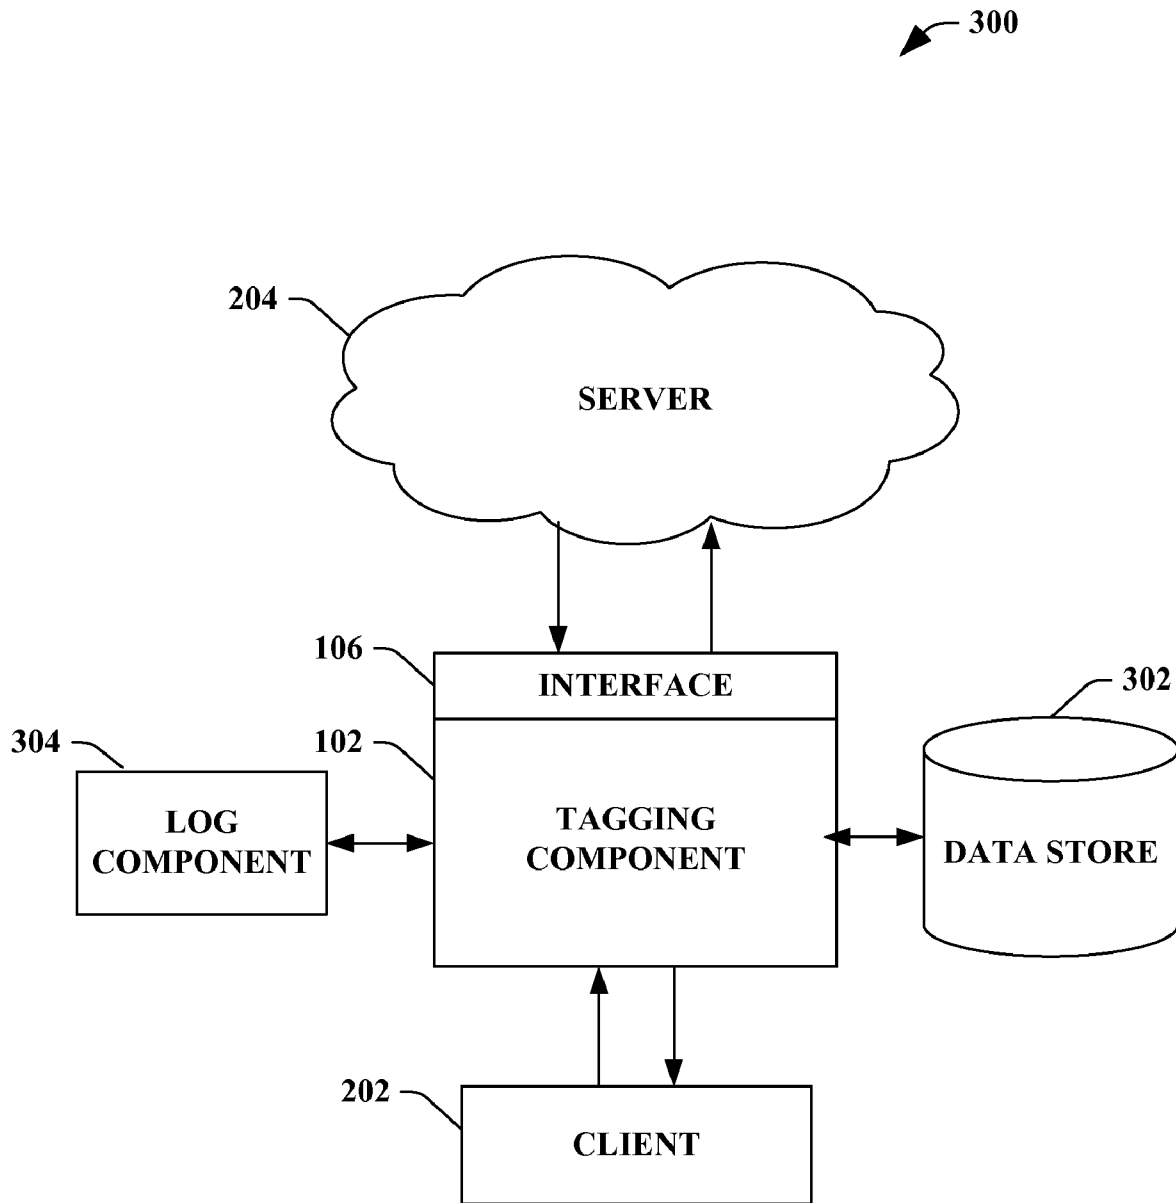 300
204
SERVER
106
INTERFACE
302
304
102
LOG
COMPONENT
TAGGING
COMPONENT
DATA STORE
202
CLIENT